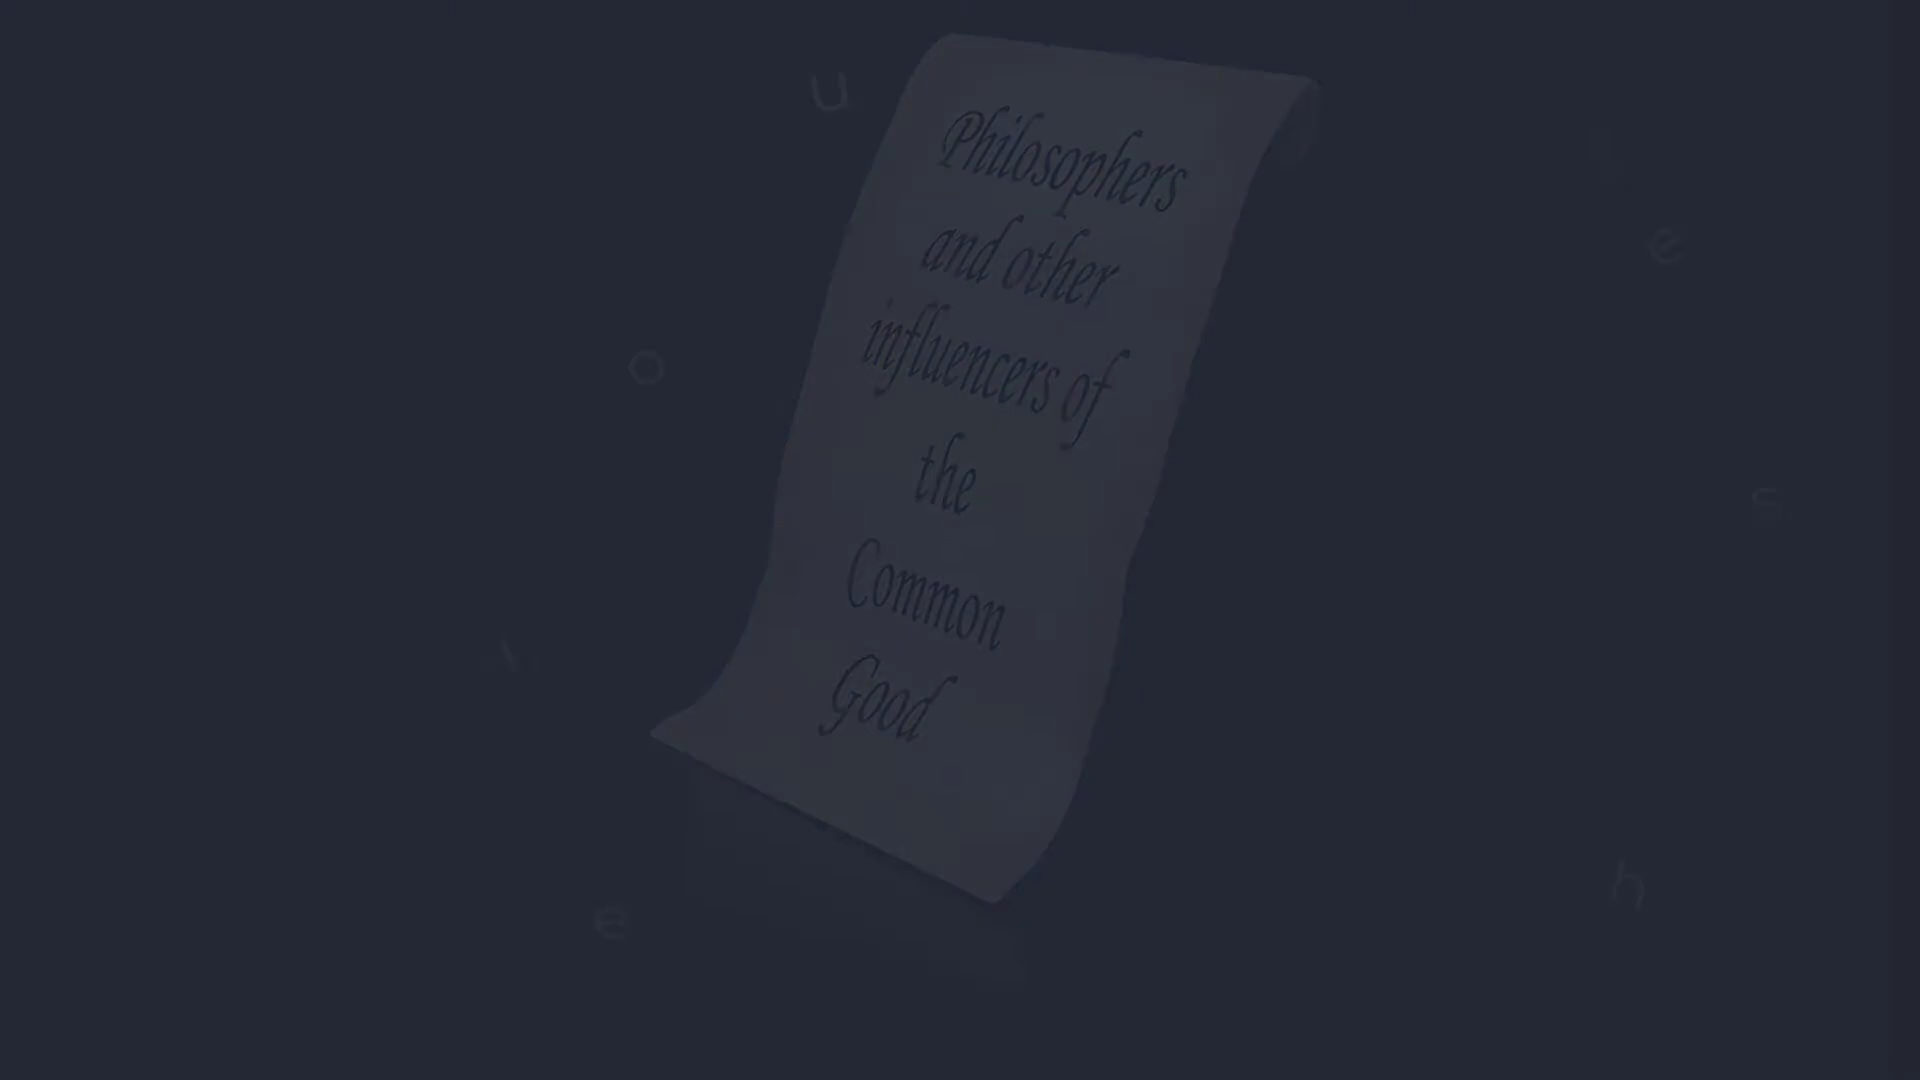 Philosophers
and other
influencers of
the
Common
Good
u
e
o
s
h
e